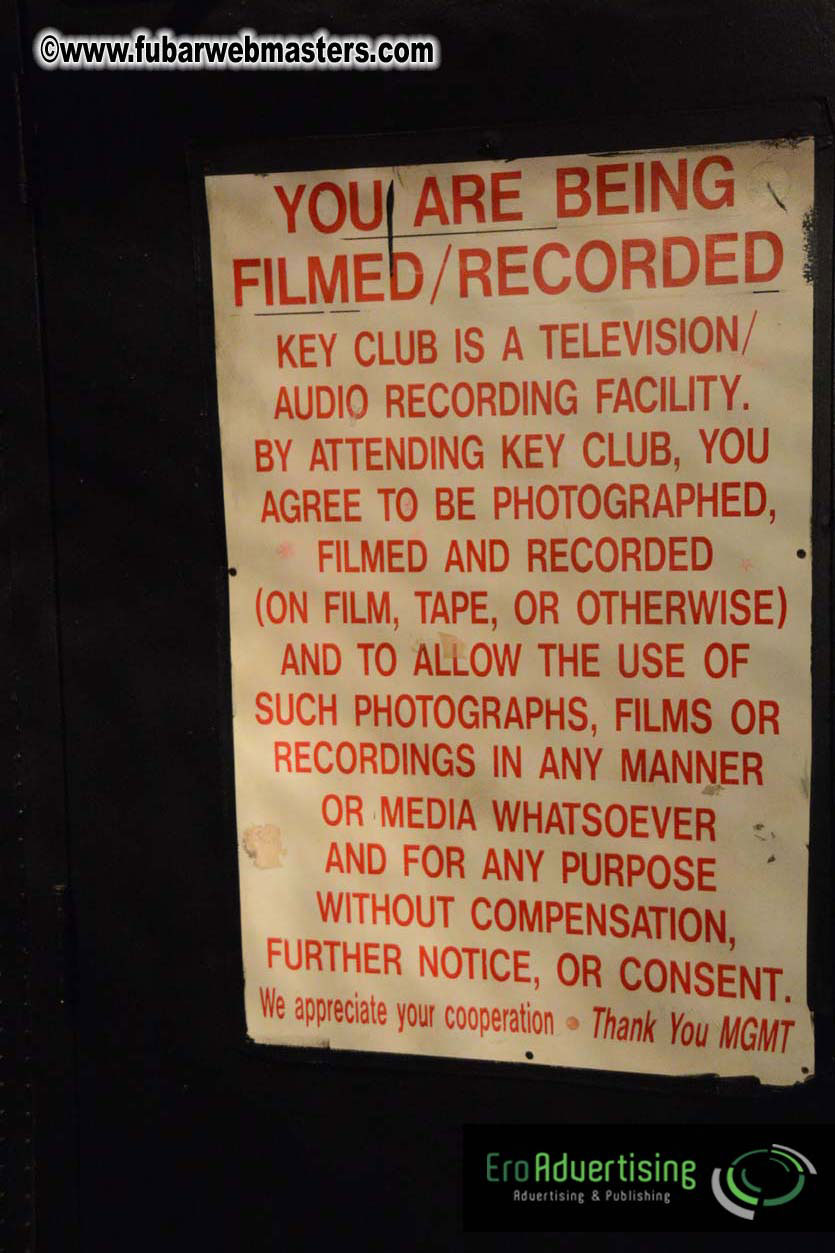 ©www.fubarwebmasters.com
YOU ARE BEING
FILMED/RECORDED
KEY CLUB IS A TELEVISION/
AUDIO RECORDING FACILITY.
BY ATTENDING KEY CLUB, YOU
AGREE TO BE PHOTOGRAPHED,
FILMED AND RECORDED
(ON FILM, TAPE, OR OTHERWISE)
AND TO ALLOW THE USE OF
SUCH PHOTOGRAPHS, FILMS OR
RECORDINGS IN ANY MANNER
OR MEDIA WHATSOEVER
AND FOR ANY PURPOSE
WITHOUT COMPENSATION,
FURTHER NOTICE, OR CONSENT.
We appreciate your cooperation • Thank You MGMT
EroAdvertising
Advertising & Publishing